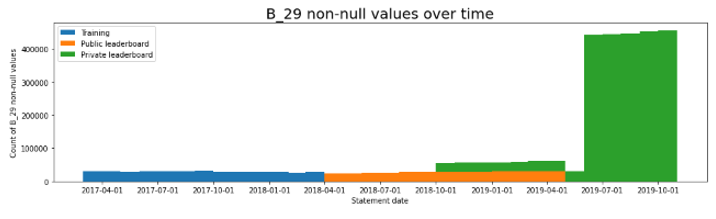 B_29 non-null values over time
Training
Public leaderboard
Private leaderboard
Count of B_29 non-null values
400000
300000
200000
100000
0
2017-04-01 2017-07-01 2017-10-01 2018-01-01 2018-04-01 2018-07-01 2018-10-01 2019-01-01 2019-04-01 2019-07-01 2019-10-01
Statement date